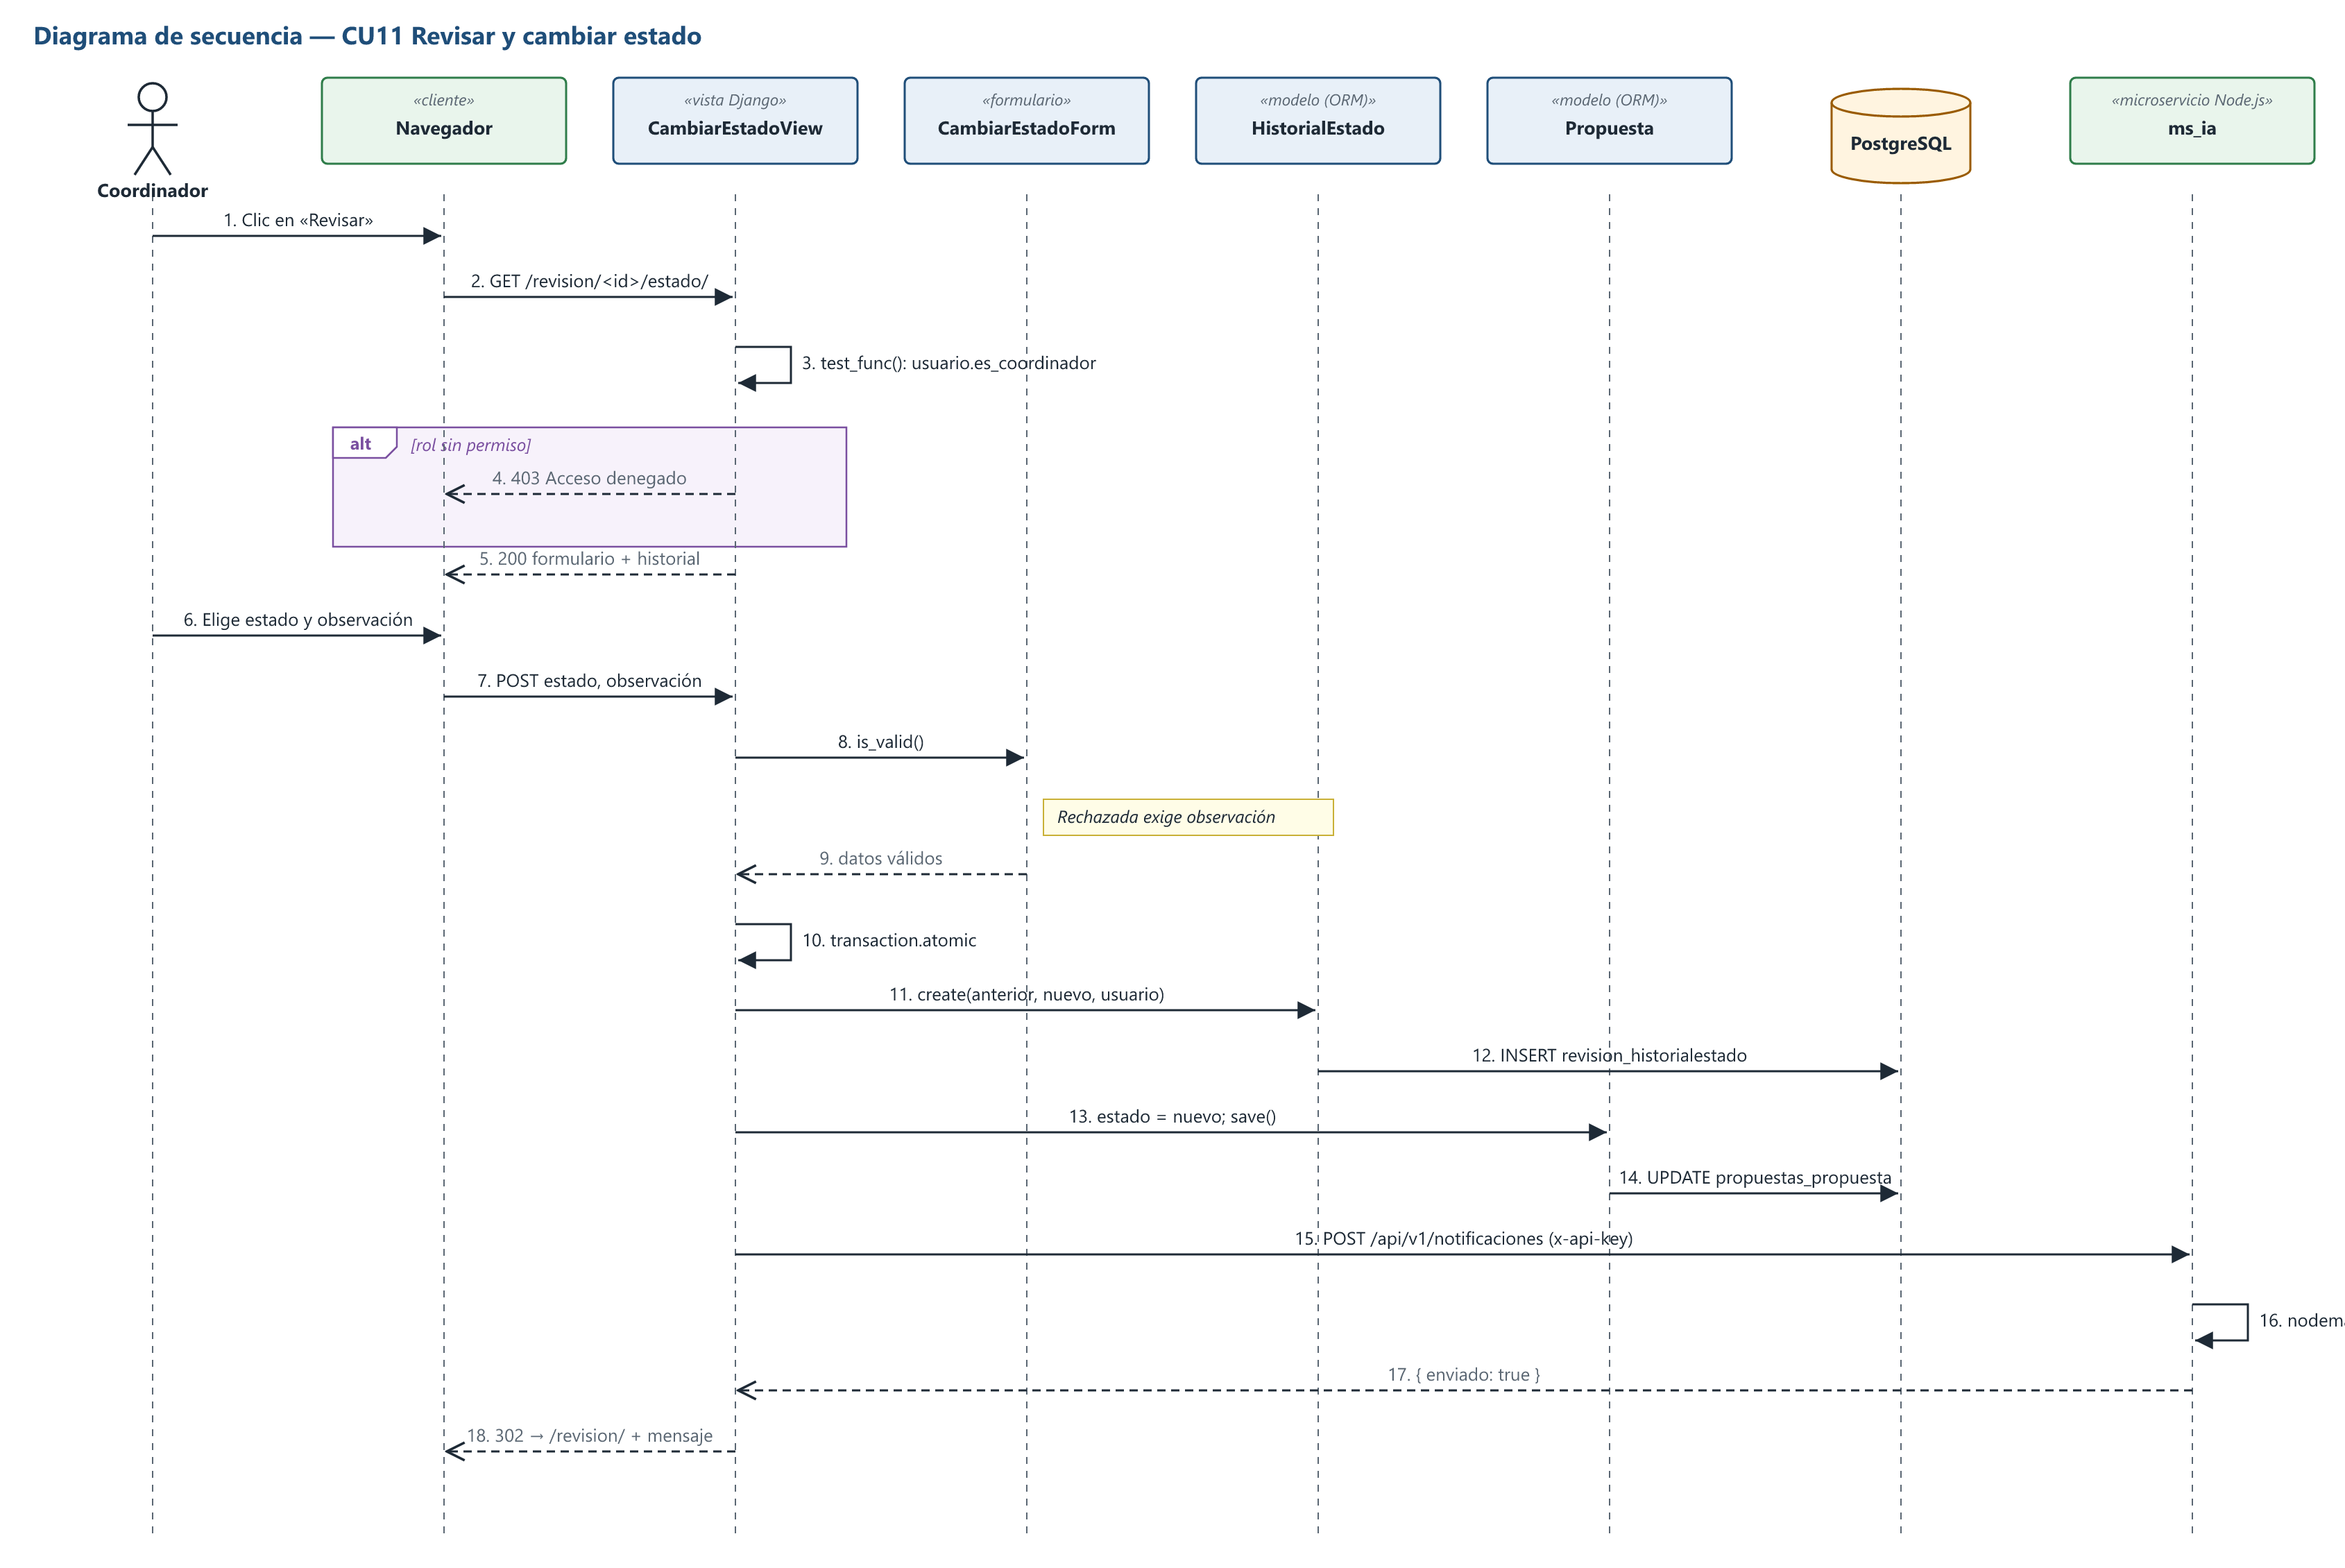 Diagrama de secuencia — CU11 Revisar y cambiar estado
Coordinador
«cliente»
Navegador
«vista Django»
CambiarEstadoView
«formulario»
CambiarEstadoForm
«modelo (ORM)»
HistorialEstado
«modelo (ORM)»
Propuesta
PostgreSQL
«microservicio Node.js»
ms_ia
1. Clic en «Revisar»
2. GET /revision/<id>/estado/
3. test_func(): usuario.es_coordinador
alt
[rol sin permiso]
4. 403 Acceso denegado
5. 200 formulario + historial
6. Elige estado y observación
7. POST estado, observación
8. is_valid()
Rechazada exige observación
9. datos válidos
10. transaction.atomic
11. create(anterior, nuevo, usuario)
12. INSERT revision_historialestado
13. estado = nuevo; save()
14. UPDATE propuestas_propuesta
15. POST /api/v1/notificaciones (x-api-key)
16.
17. { enviado: true }
18. 302 → /revision/ + mensaje